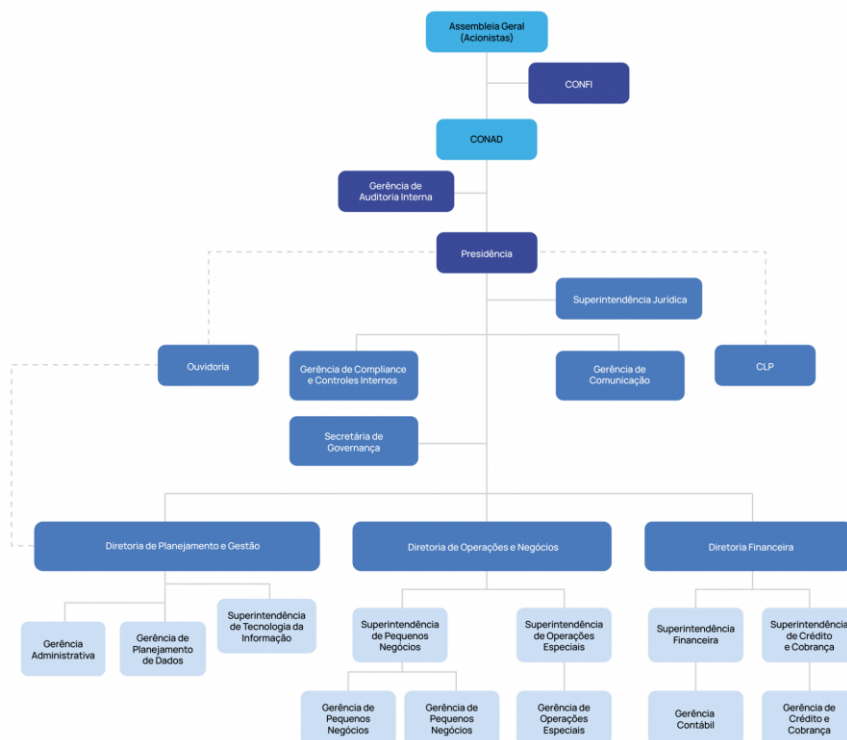 Assembleia Geral
(Acionistas)
CONFI
CONAD
Gerência de
Auditoria Interna
Presidência
Superintendência Jurídica
Ouvidoria
Gerência de Compliance
e Controles Internos
Gerência de
Comunicação
CLP
Secretária de
Governança
Diretoria de Planejamento e Gestão
Diretoria de Operações e Negócios
Diretoria Financeira
Gerência
Administrativa
Gerência de
Planejamento
de Dados
Superintendência
de Tecnologia da
Informação
Superintendência
de Pequenos
Negócios
Superintendência
de Operações
Especiais
Superintendência
Financeira
Superintendência
de Crédito
e Cobrança
Gerência de
Pequenos
Negócios
Gerência de
Pequenos
Negócios
Gerência de
Operações
Especiais
Gerência
Contábil
Gerência de
Crédito e
Cobrança